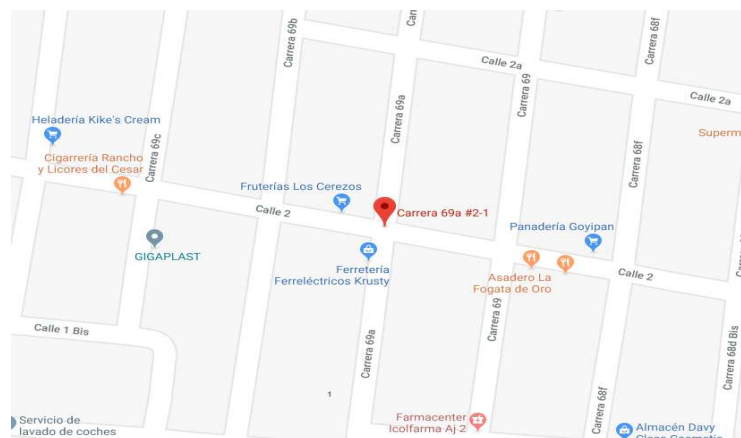 Carrera 69b
Carrera 69a
Carrera 68f
Calle 2a
Carrera 69
Calle 2a
Heladería Kike's Cream
Carrera 69c
Superm
Cigarrería Rancho
y Licores del Cesar
Carrera 68f
Fruterías Los Cerezos
Calle 2
Carrera 69a #2-1
Panadería Goyipan
GIGAPLAST
Ferretería
Ferreléctricos Krusty
Asadero La
Fogata de Oro
Calle 2
Calle 1 Bis
Carrera 69a
Carrera 69
Carrera 68d Bis
1
Carrera 68f
Farmacenter
Icolfarma Aj 2
Servicio de
lavado de coches
Almacén Davy